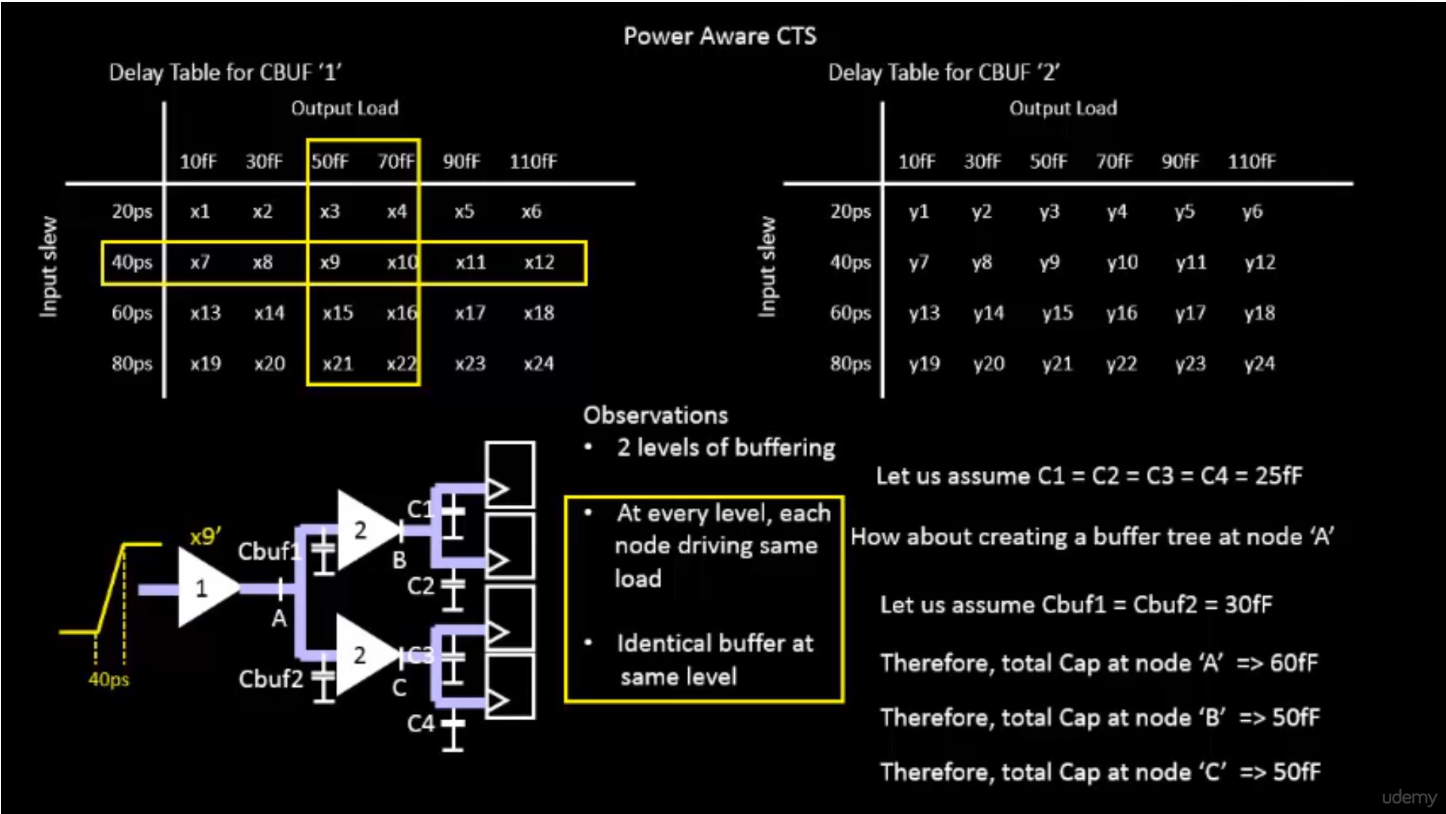 Power Aware CTS
Delay Table for CBUF ‘1’
Output Load
10fF 30fF 50fF 70fF 90fF 110fF
Input slew
20ps x1 x2 x3 x4 x5 x6
40ps x7 x8 x9 x10 x11 x12
60ps x13 x14 x15 x16 x17 x18
80ps x19 x20 x21 x22 x23 x24
Delay Table for CBUF ‘2’
Output Load
10fF 30fF 50fF 70fF 90fF 110fF
Input slew
20ps y1 y2 y3 y4 y5 y6
40ps y7 y8 y9 y10 y11 y12
60ps y13 y14 y15 y16 y17 y18
80ps y19 y20 y21 y22 y23 y24
x9’
40ps
1
A
Cbuf1
Cbuf2
2
2
B
C
C1
C2
C3
C4
Observations
• 2 levels of buffering
• At every level, each
node driving same
load
• Identical buffer at
same level
Let us assume C1 = C2 = C3 = C4 = 25fF
How about creating a buffer tree at node ‘A’
Let us assume Cbuf1 = Cbuf2 = 30fF
Therefore, total Cap at node ‘A’ => 60fF
Therefore, total Cap at node ‘B’ => 50fF
Therefore, total Cap at node ‘C’ => 50fF
udemy